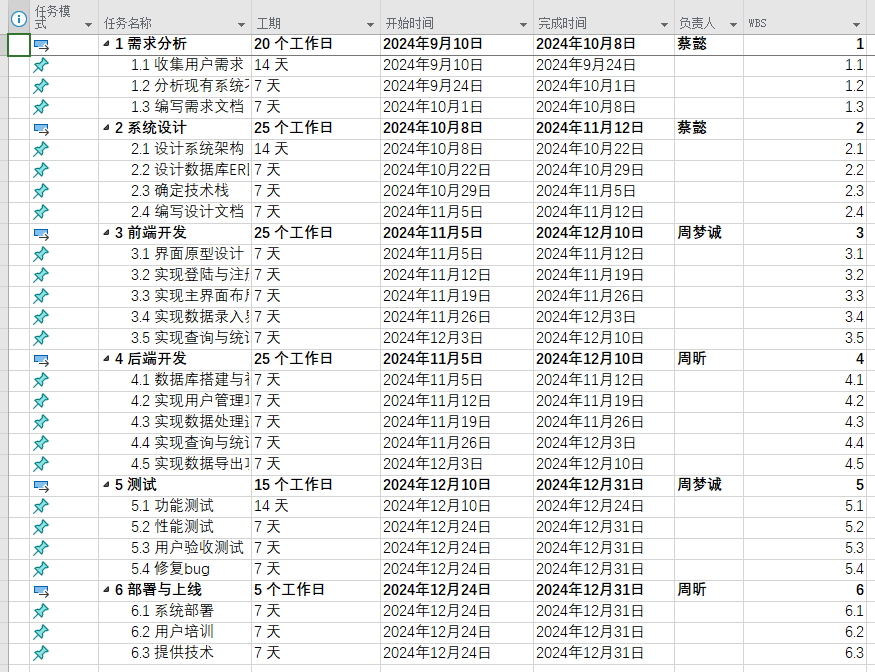 任务模式 任务名称 工期 开始时间 完成时间 负责人 WBS
1 需求分析 20 个工作日 2024年9月10日 2024年10月8日 蔡懿 1
1.1 收集用户需求 14 天 2024年9月10日 2024年9月24日 1.1
1.2 分析现有系统 7 天 2024年9月24日 2024年10月1日 1.2
1.3 编写需求文档 7 天 2024年10月1日 2024年10月8日 1.3
2 系统设计 25 个工作日 2024年10月8日 2024年11月12日 蔡懿 2
2.1 设计系统架构 14 天 2024年10月8日 2024年10月22日 2.1
2.2 设计数据库ER 7 天 2024年10月22日 2024年10月29日 2.2
2.3 确定技术栈 7 天 2024年10月29日 2024年11月5日 2.3
2.4 编写设计文档 7 天 2024年11月5日 2024年11月12日 2.4
3 前端开发 25 个工作日 2024年11月5日 2024年12月10日 周梦诚 3
3.1 界面原型设计 7 天 2024年11月5日 2024年11月12日 3.1
3.2 实现登陆与注 7 天 2024年11月12日 2024年11月19日 3.2
3.3 实现主界面布 7 天 2024年11月19日 2024年11月26日 3.3
3.4 实现数据录入 7 天 2024年11月26日 2024年12月3日 3.4
3.5 实现查询与统 7 天 2024年12月3日 2024年12月10日 3.5
4 后端开发 25 个工作日 2024年11月5日 2024年12月10日 周昕 4
4.1 数据库搭建与 7 天 2024年11月5日 2024年11月12日 4.1
4.2 实现用户管理 7 天 2024年11月12日 2024年11月19日 4.2
4.3 实现数据处理 7 天 2024年11月19日 2024年11月26日 4.3
4.4 实现查询与统 7 天 2024年11月26日 2024年12月3日 4.4
4.5 实现数据导出 7 天 2024年12月3日 2024年12月10日 4.5
5 测试 15 个工作日 2024年12月10日 2024年12月31日 周梦诚 5
5.1 功能测试 14 天 2024年12月10日 2024年12月24日 5.1
5.2 性能测试 7 天 2024年12月24日 2024年12月31日 5.2
5.3 用户验收测试 7 天 2024年12月24日 2024年12月31日 5.3
5.4 修复bug 7 天 2024年12月24日 2024年12月31日 5.4
6 部署与上线 5 个工作日 2024年12月24日 2024年12月31日 周昕 6
6.1 系统部署 7 天 2024年12月24日 2024年12月31日 6.1
6.2 用户培训 7 天 2024年12月24日 2024年12月31日 6.2
6.3 提供技术 7 天 2024年12月24日 2024年12月31日 6.3